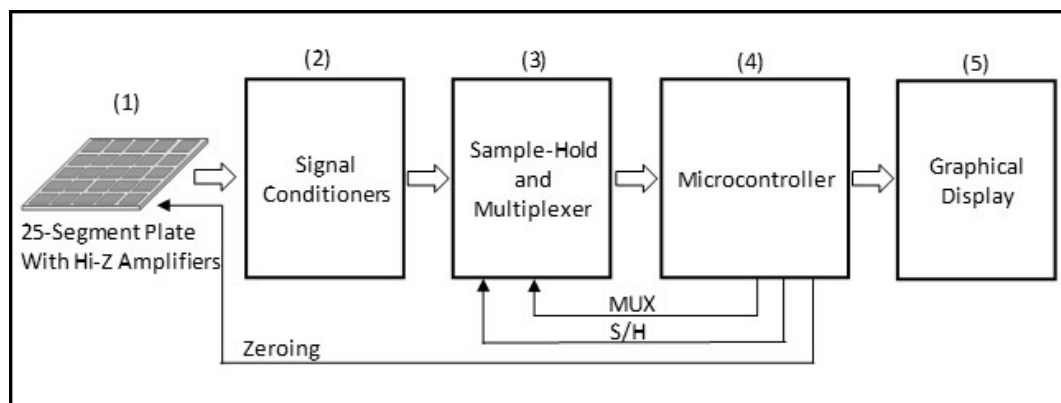 (1)
25-Segment Plate
With Hi-Z Amplifiers
(2)
Signal
Conditioners
(3)
Sample-Hold
and
Multiplexer
(4)
Microcontroller
(5)
Graphical
Display
MUX
S/H
Zeroing